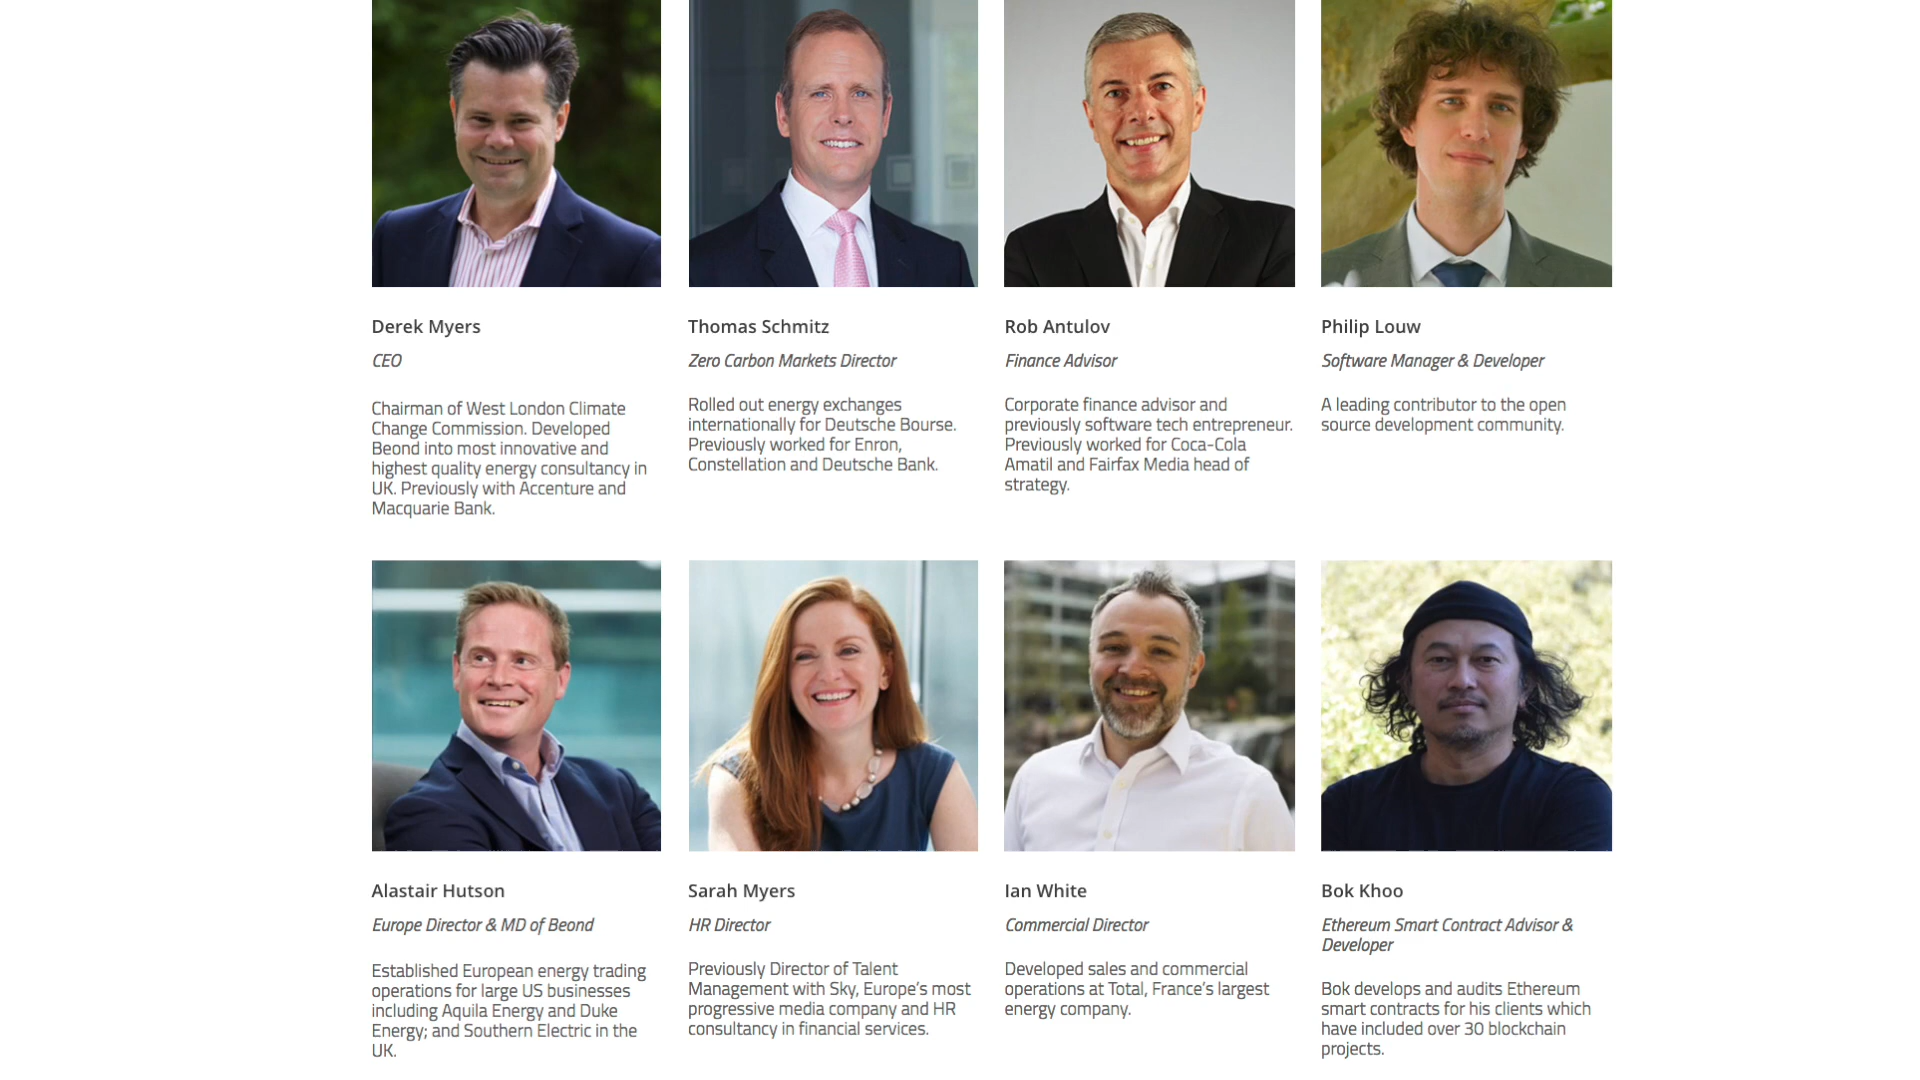 Derek Myers
CEO
Chairman of West London Climate
Change Commission. Developed
Beond into most innovative and
highest quality energy consultancy in
UK. Previously with Accenture and
Macquarie Bank.
Thomas Schmitz
Zero Carbon Markets Director
Rolled out energy exchanges
internationally for Deutsche Bourse.
Previously worked for Enron,
Constellation and Deutsche Bank.
Rob Antulov
Finance Advisor
Corporate finance advisor and
previously software tech entrepreneur.
Previously worked for Coca-Cola
Amatil and Fairfax Media head of
strategy.
Philip Louw
Software Manager & Developer
A leading contributor to the open
source development community.
Alastair Hutson
Europe Director & MD of Beond
Established European energy trading
operations for large US businesses
including Aquila Energy and Duke
Energy; and Southern Electric in the
UK.
Sarah Myers
HR Director
Previously Director of Talent
Management with Sky, Europe's most
progressive media company and HR
consultancy in financial services.
Ian White
Commercial Director
Developed sales and commercial
operations at Total, France's largest
energy company.
Bok Khoo
Ethereum Smart Contract Advisor &
Developer
Bok develops and audits Ethereum
smart contracts for his clients which
have included over 30 blockchain
projects.